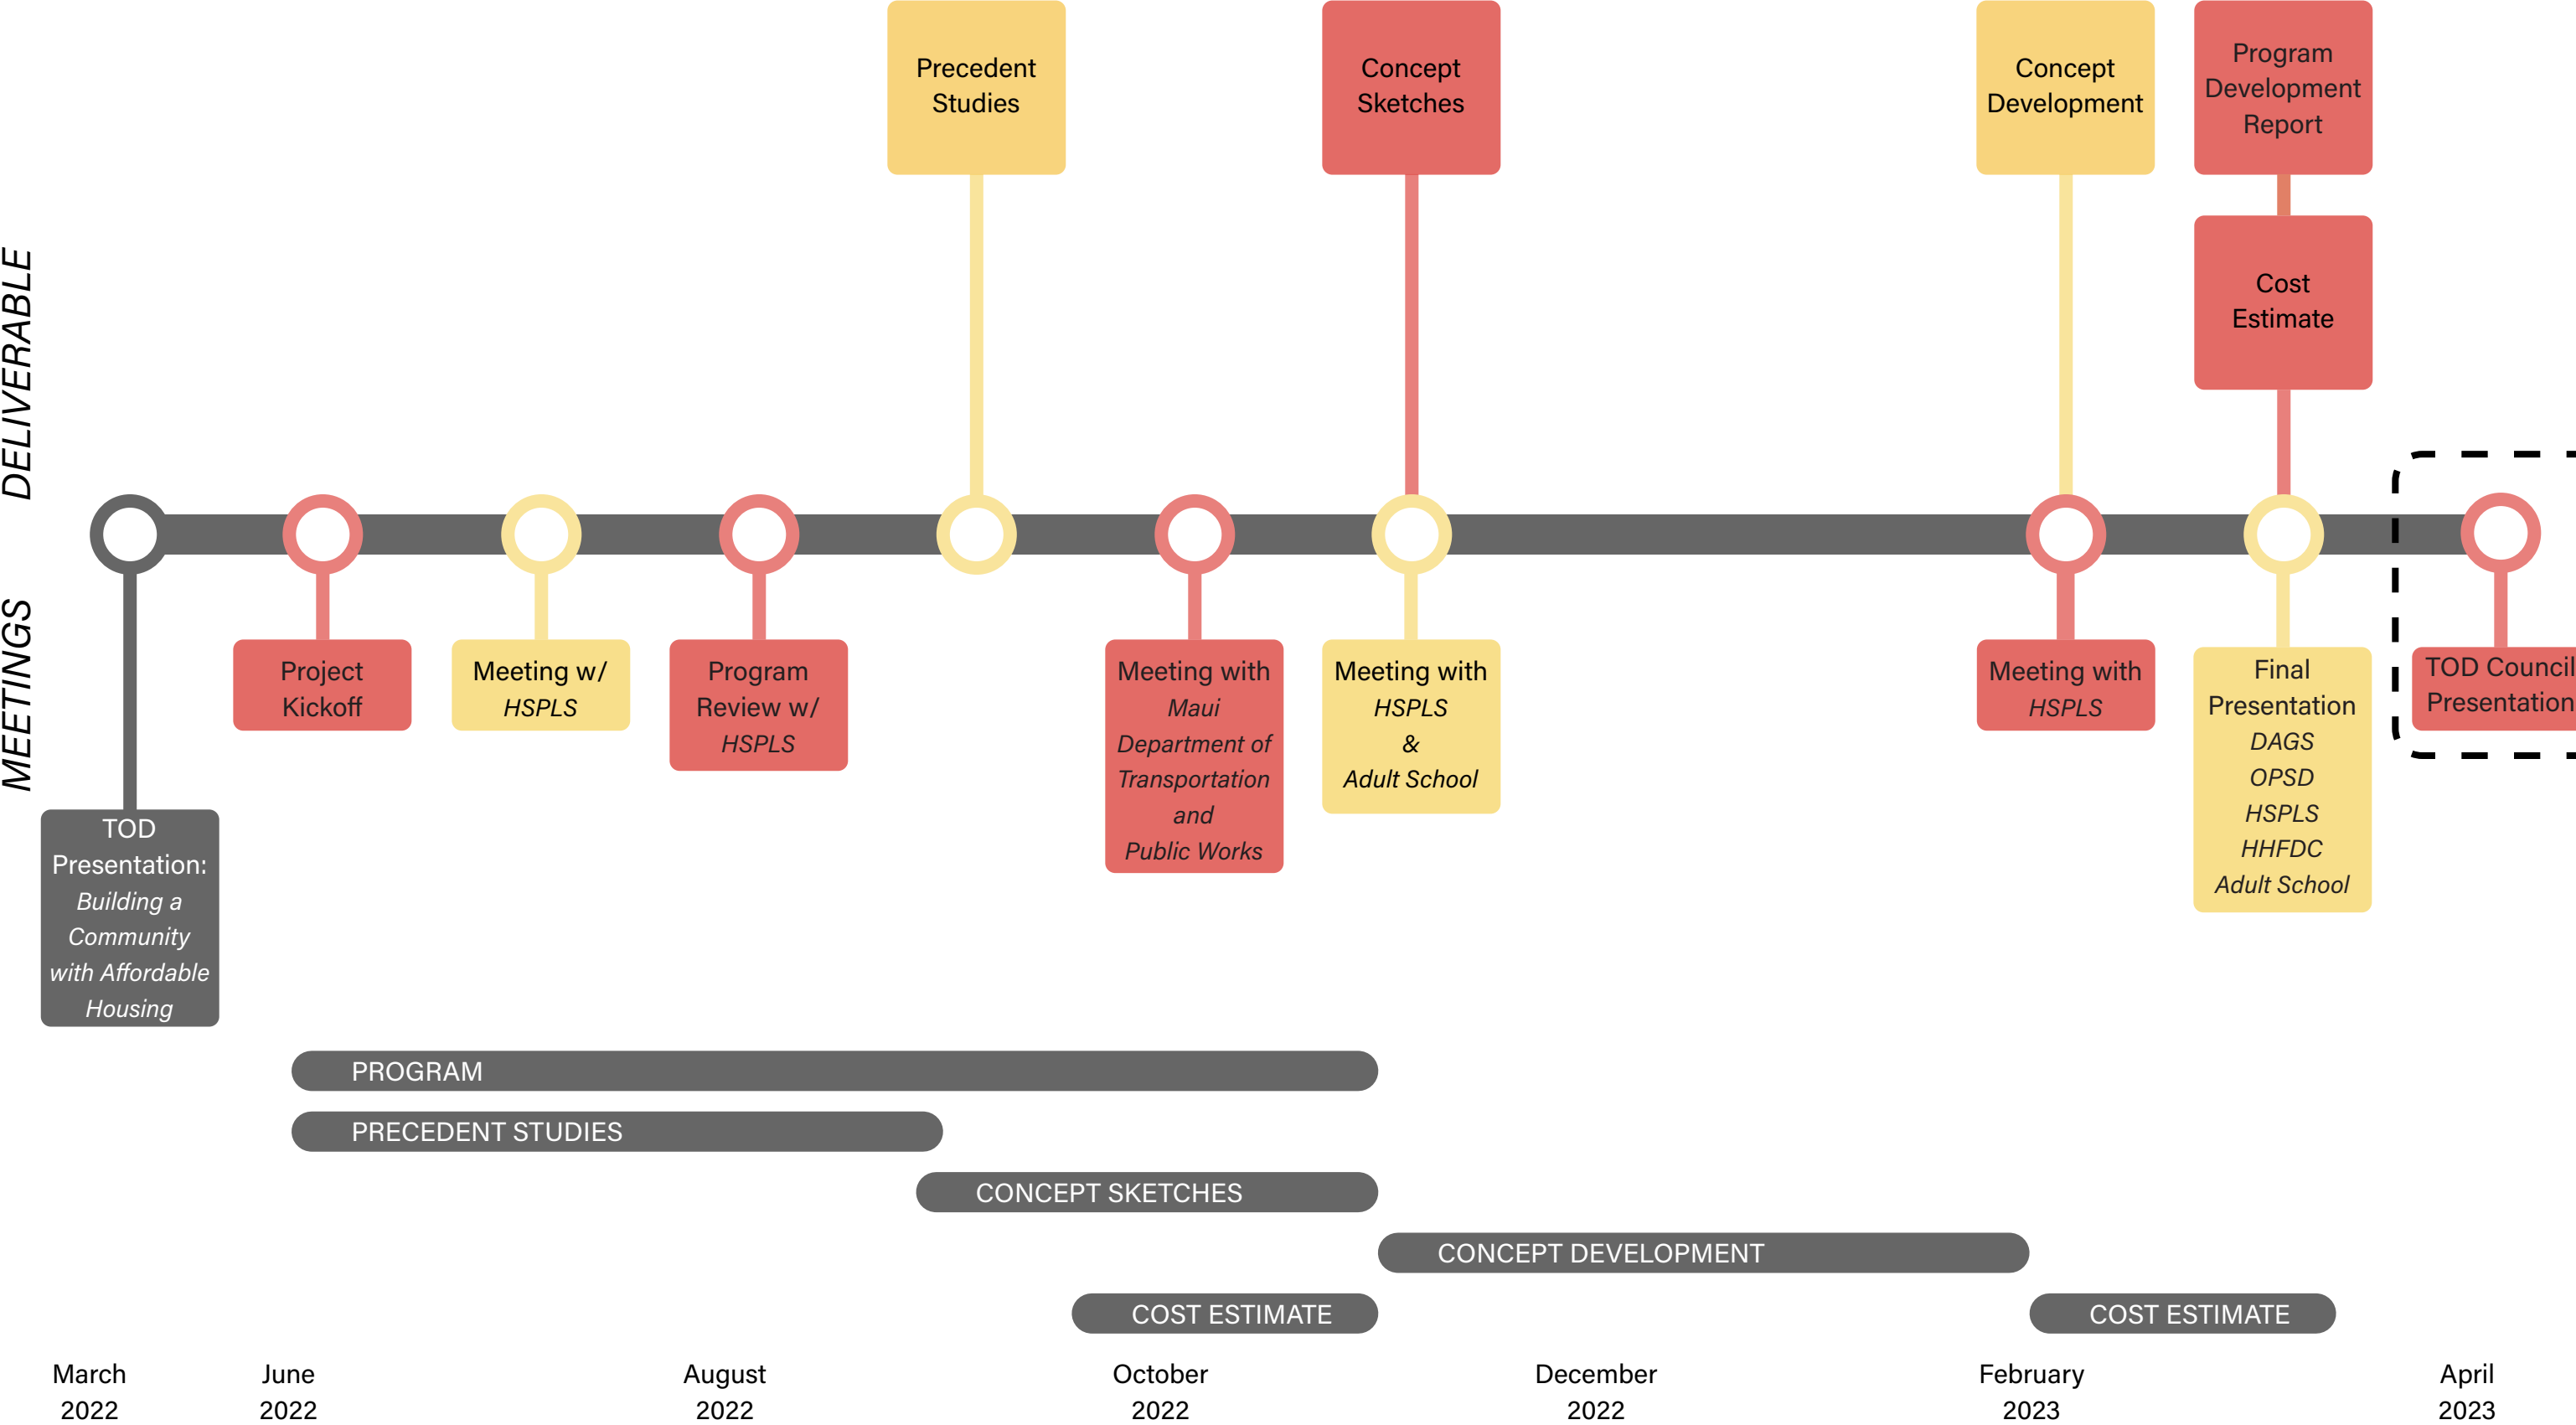 Precedent
Studies
Concept
Sketches
Concept
Development
Program
Development
Report
Cost
Estimate
DELIVERABLE
MEETINGS
TOD
Presentation:
Building a
Community
with Affordable
Housing
Project
Kickoff
Meeting w/
HSPLS
Program
Review w/
HSPLS
Meeting with
Maui
Department of
Transportation
and
Public Works
Meeting with
HSPLS
&
Adult School
Meeting with
HSPLS
Final
Presentation
DAGS
OPSD
HSPLS
HHFDC
Adult School
TOD Council
Presentation
PROGRAM
PRECEDENT STUDIES
CONCEPT SKETCHES
CONCEPT DEVELOPMENT
COST ESTIMATE
COST ESTIMATE
March
2022
June
2022
August
2022
October
2022
December
2022
February
2023
April
2023